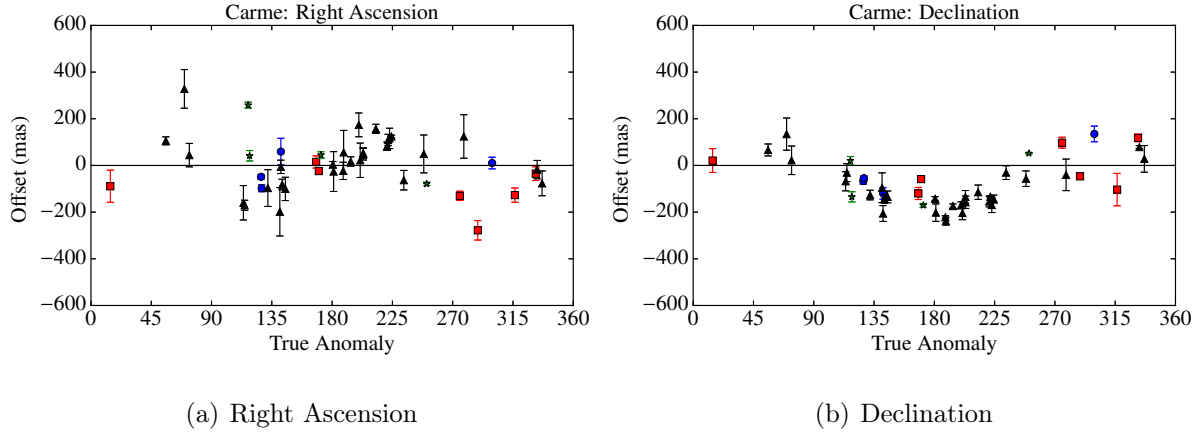 Carme: Right Ascension
600
400
200
0
−200
−400
−600
Offset (mas)
0 45 90 135 180 225 270 315 360
True Anomaly
(a) Right Ascension
Carme: Declination
600
400
200
0
−200
−400
−600
Offset (mas)
0 45 90 135 180 225 270 315 360
True Anomaly
(b) Declination